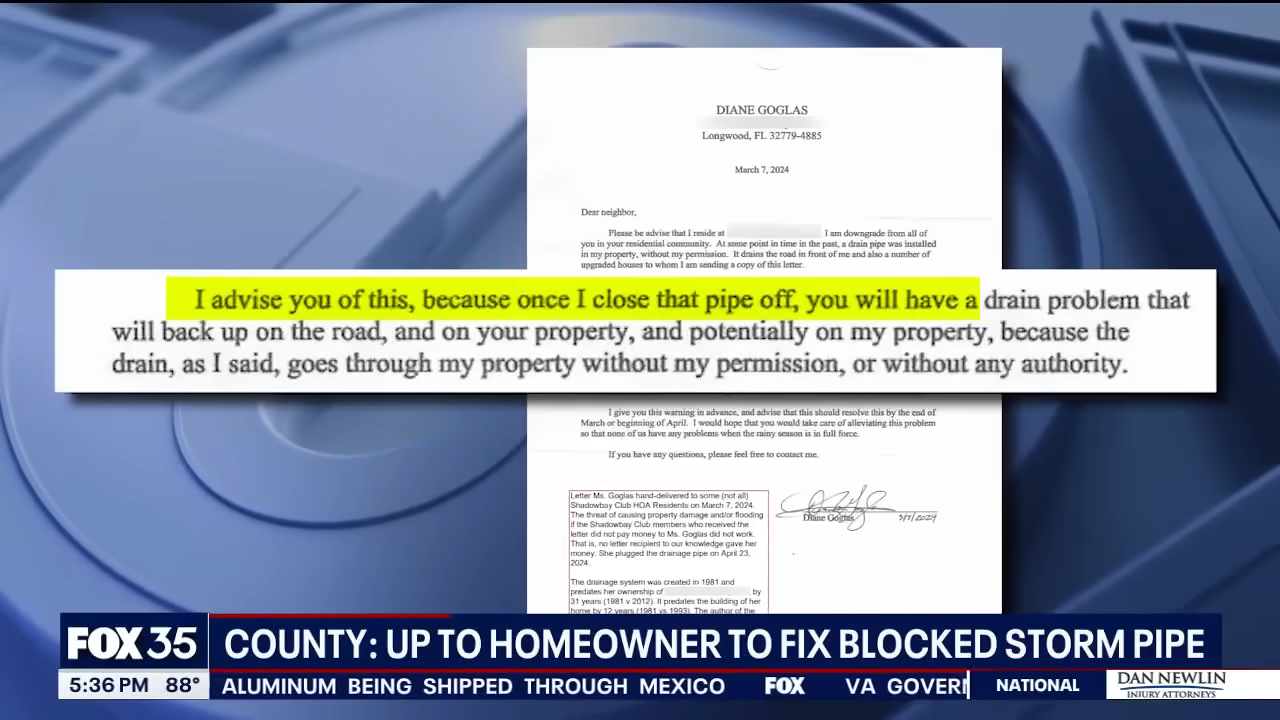 DIANE GOGLAS
Longwood, FL 32779-4885
March 7, 2024
Dear neighbor,
Please be advise that I reside at I am downgrade from all of
you in your residential community. At some point in time in the past, a drain pipe was installed
in my property, without my permission. It drains the road in front of me and also a number of
upgraded houses to whom I am sending a copy of this letter.
I advise you of this, because once I close that pipe off, you will have a drain problem that
will back up on the road, and on your property, and potentially on my property, because the
drain, as I said, goes through my property without my permission, or without any authority.
I give you this warning in advance, and advise that this should resolve this by the end of
March or beginning of April. I would hope that you would take care of alleviating this problem
so that none of us have any problems when the rainy season is in full force.
If you have any questions, please feel free to contact me.
Letter Ms. Goglas hand-delivered to some (not all)
Shadowbay Club HOA Residents on March 7, 2024.
The threat of causing property damage and/or flooding
if the Shadowbay Club members who received the
letter did not pay money to Ms. Goglas did not work.
That is, no letter recipient to our knowledge gave her
money. She plugged the drainage pipe on April 23,
2024.
The drainage system was created in 1981 and
predates her ownership of by
31 years (1981 v 2012). It predates the building of her
home by 12 years (1981 vs 1993). The author of the
Diane Goglas 3/7/2024
FOX 35
COUNTY: UP TO HOMEOWNER TO FIX BLOCKED STORM PIPE
5:36 PM 88°
ALUMINUM BEING SHIPPED THROUGH MEXICO FOX VA GOVER
NATIONAL
DAN NEWLIN
INJURY ATTORNEYS